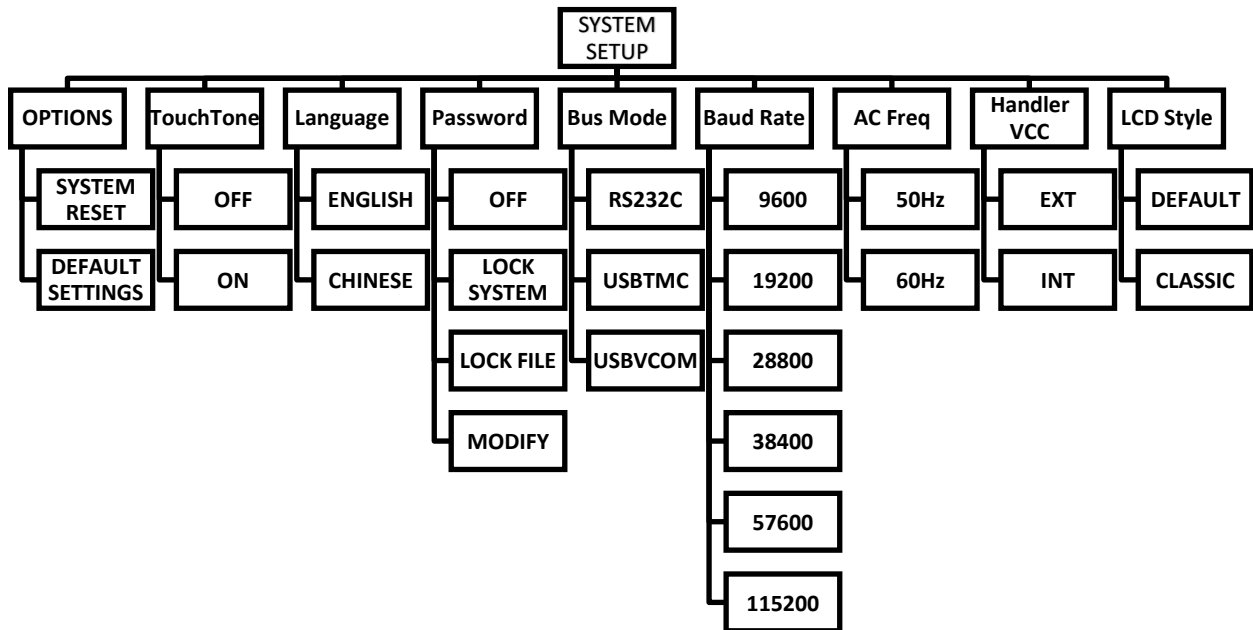 SYSTEM
SETUP
OPTIONS
TouchTone
Language
Password
Bus Mode
Baud Rate
AC Freq
Handler
VCC
LCD Style
SYSTEM
RESET
OFF
ENGLISH
OFF
RS232C
9600
50Hz
EXT
DEFAULT
DEFAULT
SETTINGS
ON
CHINESE
LOCK
SYSTEM
USBTMC
19200
60Hz
INT
CLASSIC
LOCK FILE
USBVCOM
28800
MODIFY
38400
57600
115200